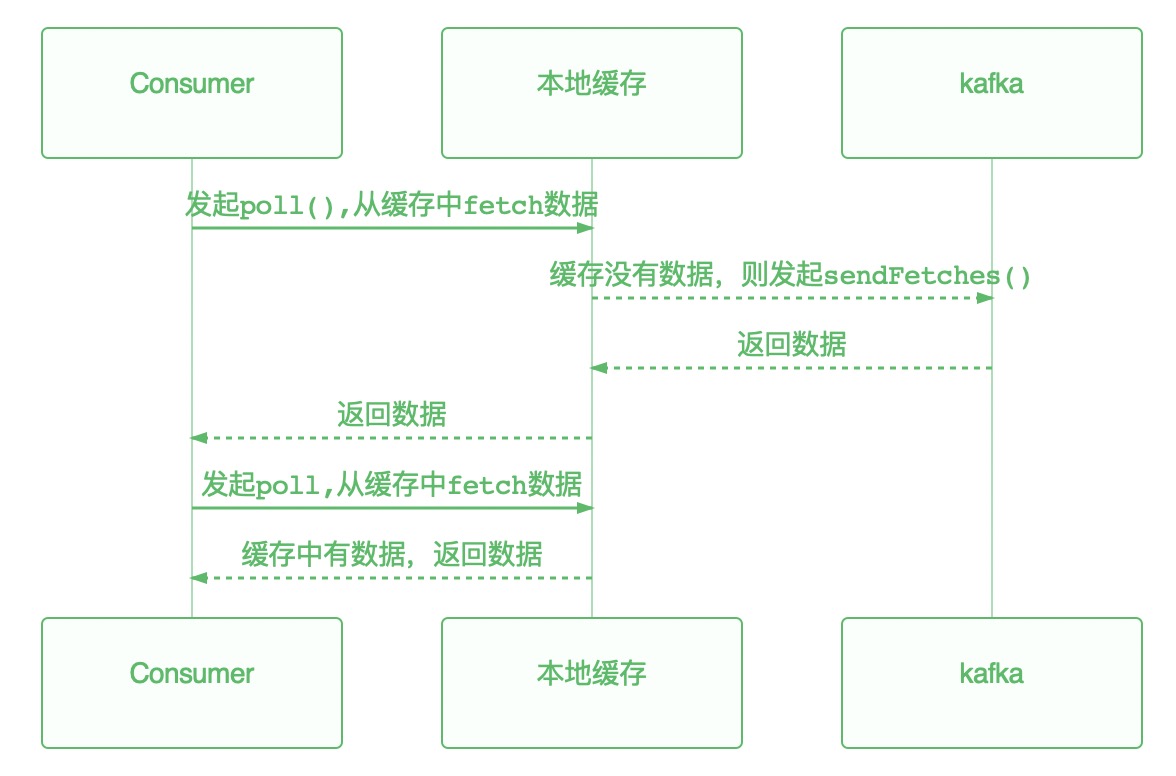 Consumer
本地缓存
kafka
发起poll(),从缓存中fetch数据
缓存没有数据，则发起sendFetches()
返回数据
返回数据
发起poll,从缓存中fetch数据
缓存中有数据，返回数据
Consumer
本地缓存
kafka